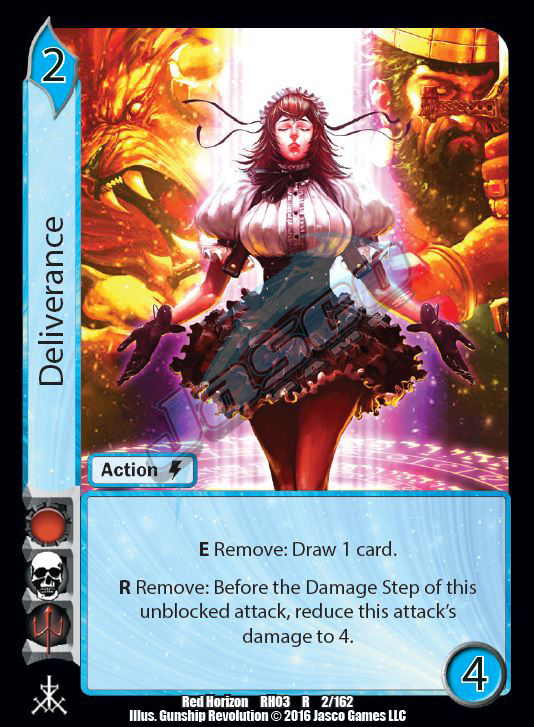 2
Deliverance
Jasco
Action
E Remove: Draw 1 card.
R Remove: Before the Damage Step of this
unblocked attack, reduce this attack's
damage to 4.
4
Red Horizon RH03 R 2/162
Illus. Gunship Revolution © 2016 Jasco Games LLC